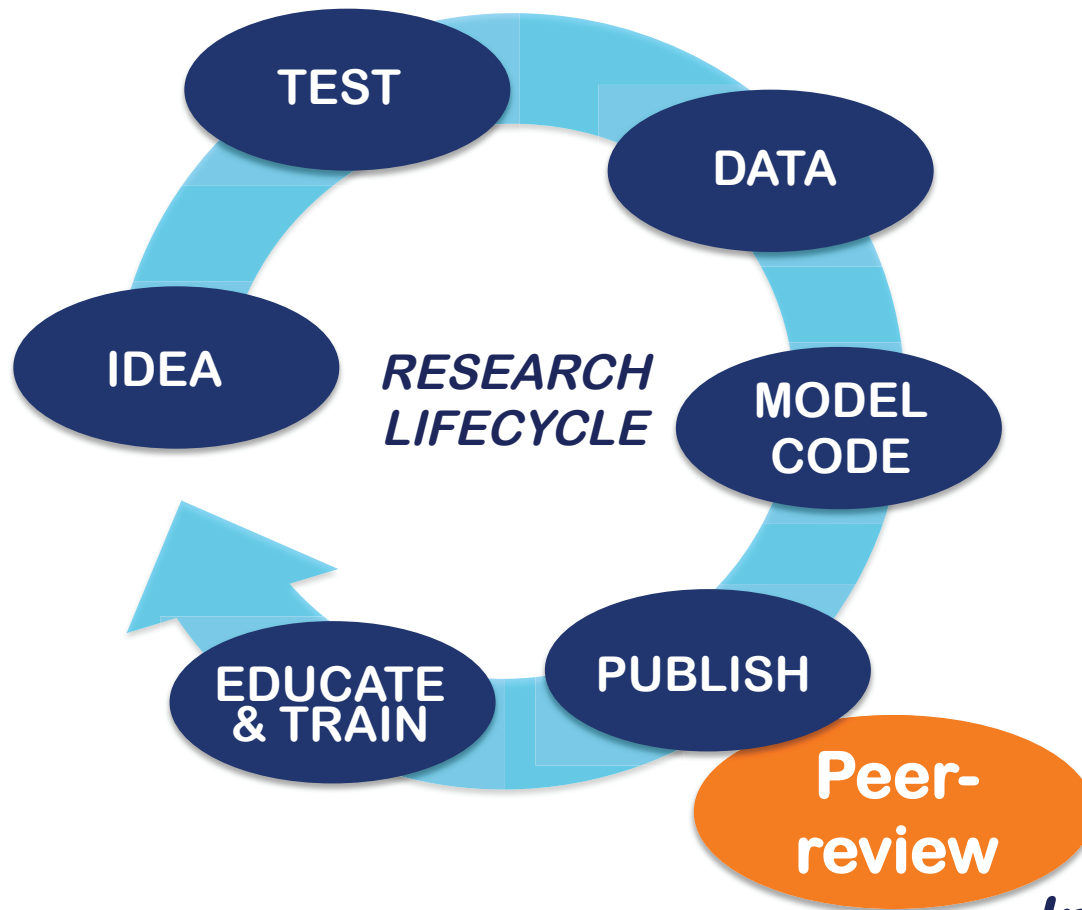 TEST
DATA
IDEA
RESEARCH
LIFECYCLE
MODEL
CODE
PUBLISH
EDUCATE
& TRAIN
Peer-
review